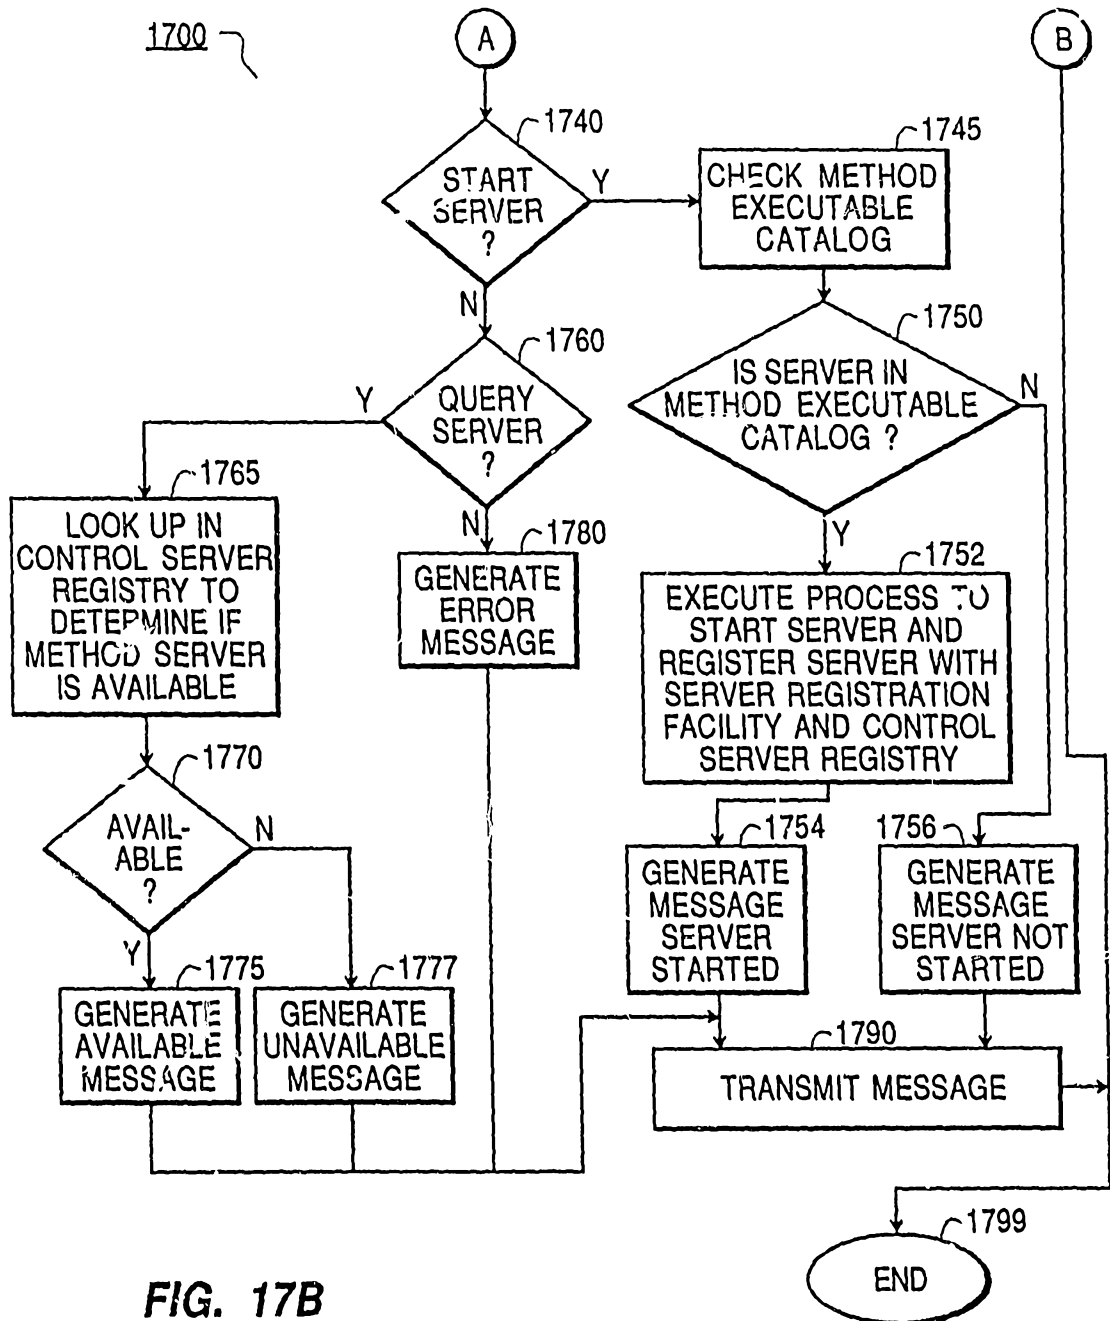 1700
A
B
1740
START
SERVER
?
Y
N
1745
CHECK METHOD
EXECUTABLE
CATALOG
1750
IS SERVER IN
METHOD EXECUTABLE
CATALOG ?
N
Y
1760
QUERY
SERVER
?
Y
N
1765
LOOK UP IN
CONTROL SERVER
REGISTRY TO
DETERMINE IF
METHOD SERVER
IS AVAILABLE
1780
GENERATE
ERROR
MESSAGE
1752
EXECUTE PROCESS TO
START SERVER AND
REGISTER SERVER WITH
SERVER REGISTRATION
FACILITY AND CONTROL
SERVER REGISTRY
1770
AVAIL-
ABLE
?
N
Y
1754
GENERATE
MESSAGE
SERVER
STARTED
1756
GENERATE
MESSAGE
SERVER NOT
STARTED
1775
GENERATE
AVAILABLE
MESSAGE
1777
GENERATE
UNAVAILABLE
MESSAGE
1790
TRANSMIT MESSAGE
1799
END
FIG. 17B